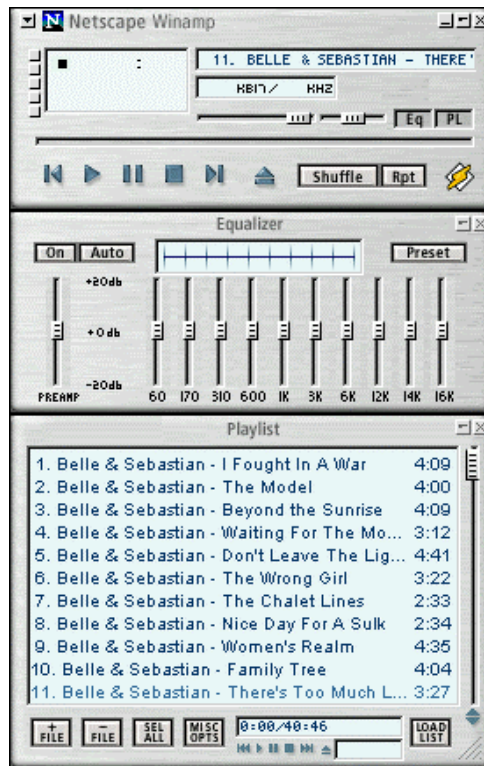 Netscape Winamp
11. BELLE & SEBASTIAN - THERE'
KBIT/ KHZ
Eq PL
Shuffle Rpt
Equalizer
On Auto Preset
+20db
+0db
-20db
PREAMP 60 170 310 600 1K 3K 6K 12K 14K 16K
Playlist
1. Belle & Sebastian - I Fought In A War 4:09
2. Belle & Sebastian - The Model 4:00
3. Belle & Sebastian - Beyond the Sunrise 4:09
4. Belle & Sebastian - Waiting For The Mo... 3:12
5. Belle & Sebastian - Don't Leave The Lig... 4:41
6. Belle & Sebastian - The Wrong Girl 3:22
7. Belle & Sebastian - The Chalet Lines 2:33
8. Belle & Sebastian - Nice Day For A Sulk 2:34
9. Belle & Sebastian - Women's Realm 4:35
10. Belle & Sebastian - Family Tree 4:04
11. Belle & Sebastian - There's Too Much L... 3:27
+ FILE - FILE SEL ALL MISC OPTS 0:00/40:46 LOAD LIST